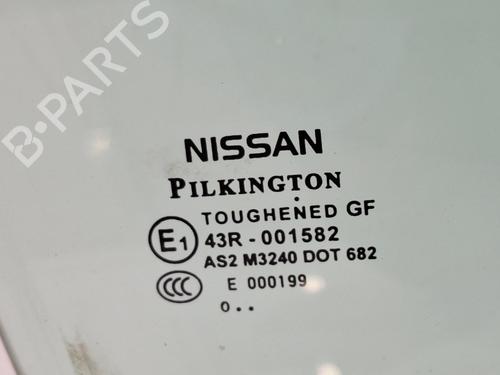 B-PARTS
NISSAN
PILKINGTON
TOUGHENED GF
E1 43R - 001582
AS2 M3240 DOT 682
CCC E 000199
0..